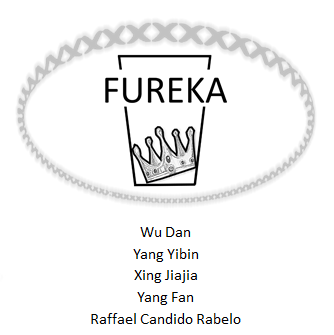 FUREKA
Wu Dan
Yang Yibin
Xing Jiajia
Yang Fan
Raffael Candido Rabelo